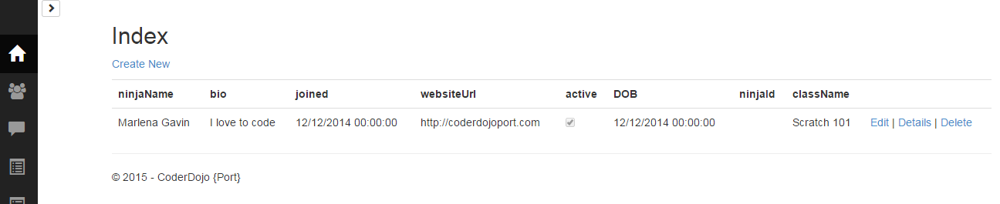 Index
Create New
ninjaName bio joined websiteUrl active DOB ninjaId className
Marlena Gavin I love to code 12/12/2014 00:00:00 http://coderdojoport.com 12/12/2014 00:00:00 Scratch 101 Edit | Details | Delete
© 2015 - CoderDojo {Port}